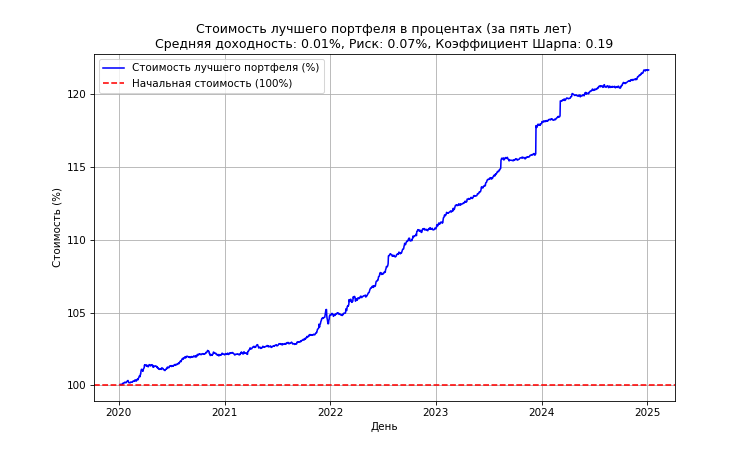 Стоимость лучшего портфеля в процентах (за пять лет)
Средняя доходность: 0.01%, Риск: 0.07%, Коэффициент Шарпа: 0.19
Стоимость лучшего портфеля (%)
Начальная стоимость (100%)
Стоимость (%)
120
115
110
105
100
2020
2021
2022
2023
2024
2025
День